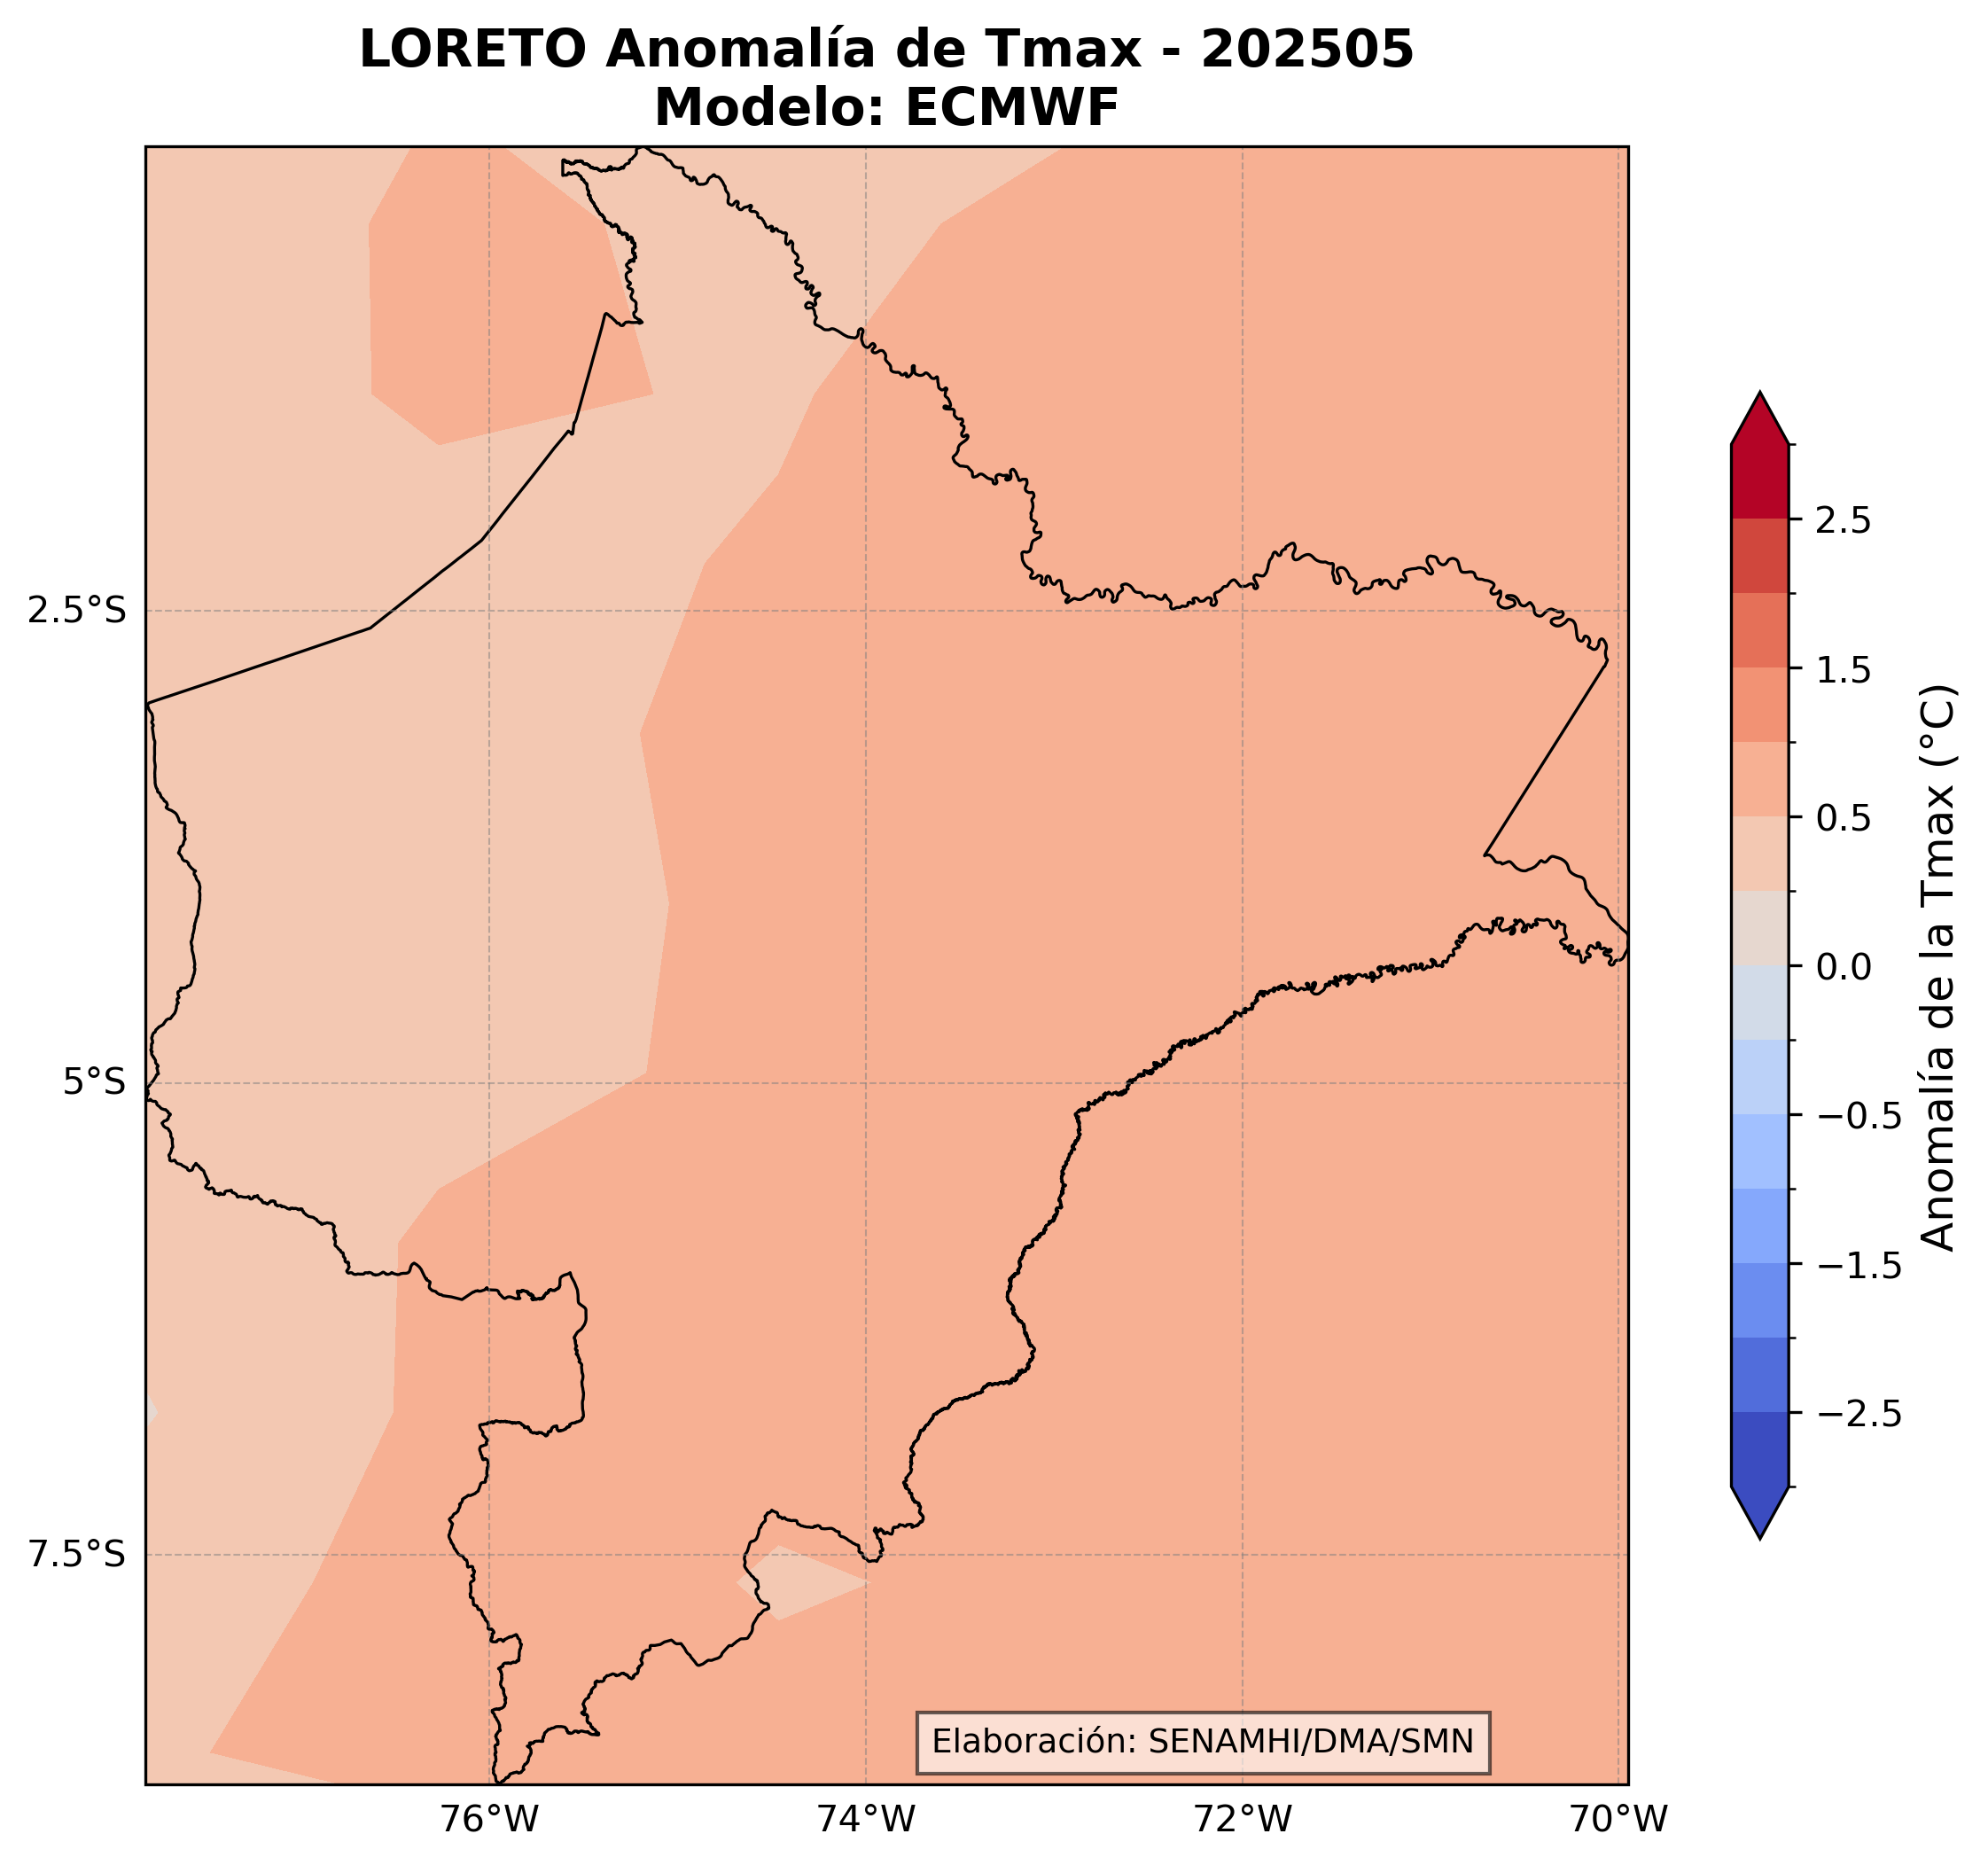 LORETO Anomalía de Tmax - 202505
Modelo: ECMWF
2.5°S
5°S
7.5°S
76°W
74°W
72°W
70°W
Elaboración: SENAMHI/DMA/SMN
2.5
1.5
0.5
0.0
−0.5
−1.5
−2.5
Anomalía de la Tmax (°C)